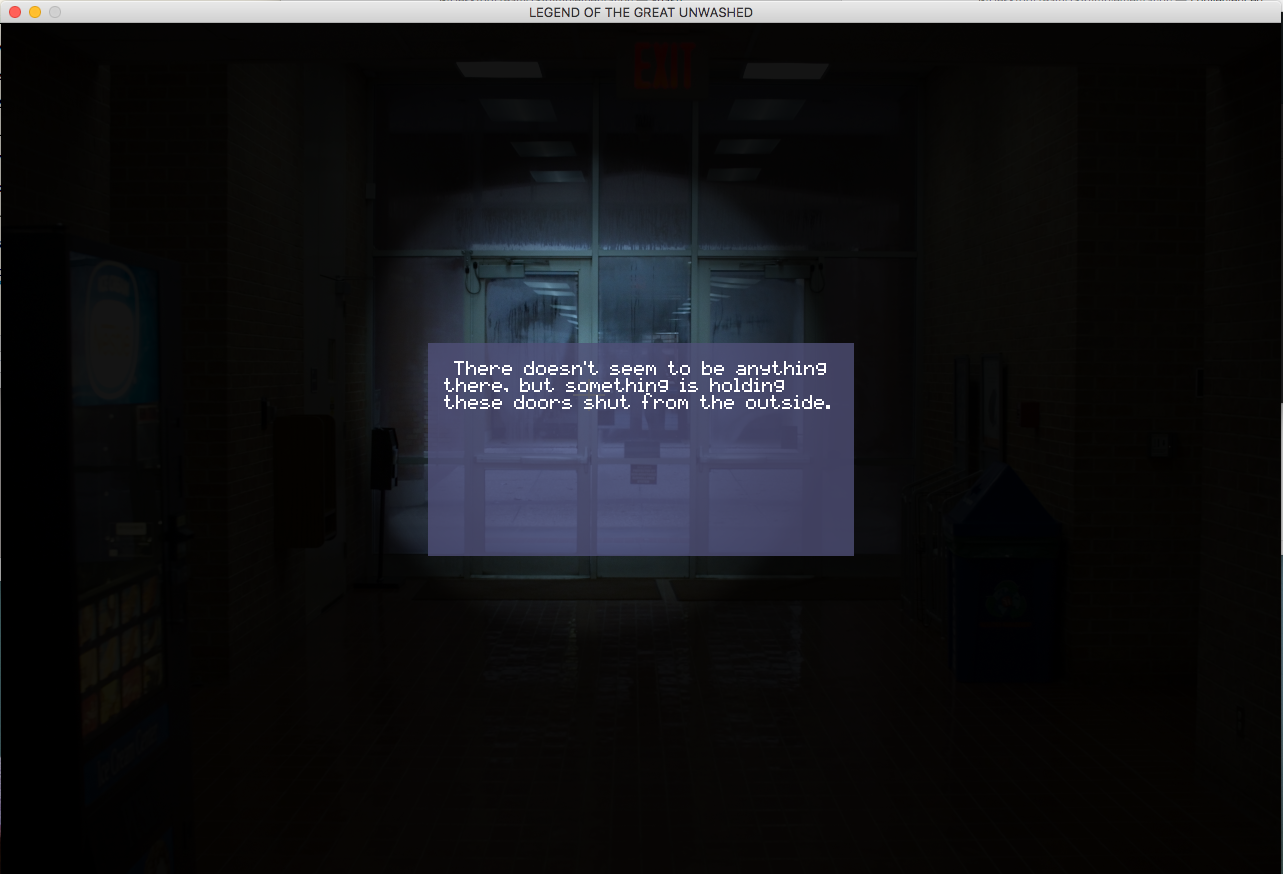 LEGEND OF THE GREAT UNWASHED
EXIT
There doesn't seem to be anything
there, but something is holding
these doors shut from the outside.